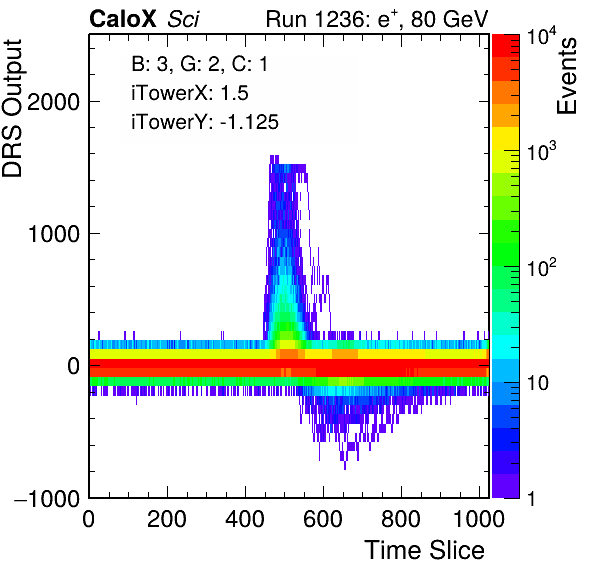 CaloX Sci Run 1236: e⁺, 80 GeV
B: 3, G: 2, C: 1
iTowerX: 1.5
iTowerY: -1.125
DRS Output
2000
1000
0
−1000
0 200 400 600 800 1000
Time Slice
Events
10⁴
10³
10²
10
1